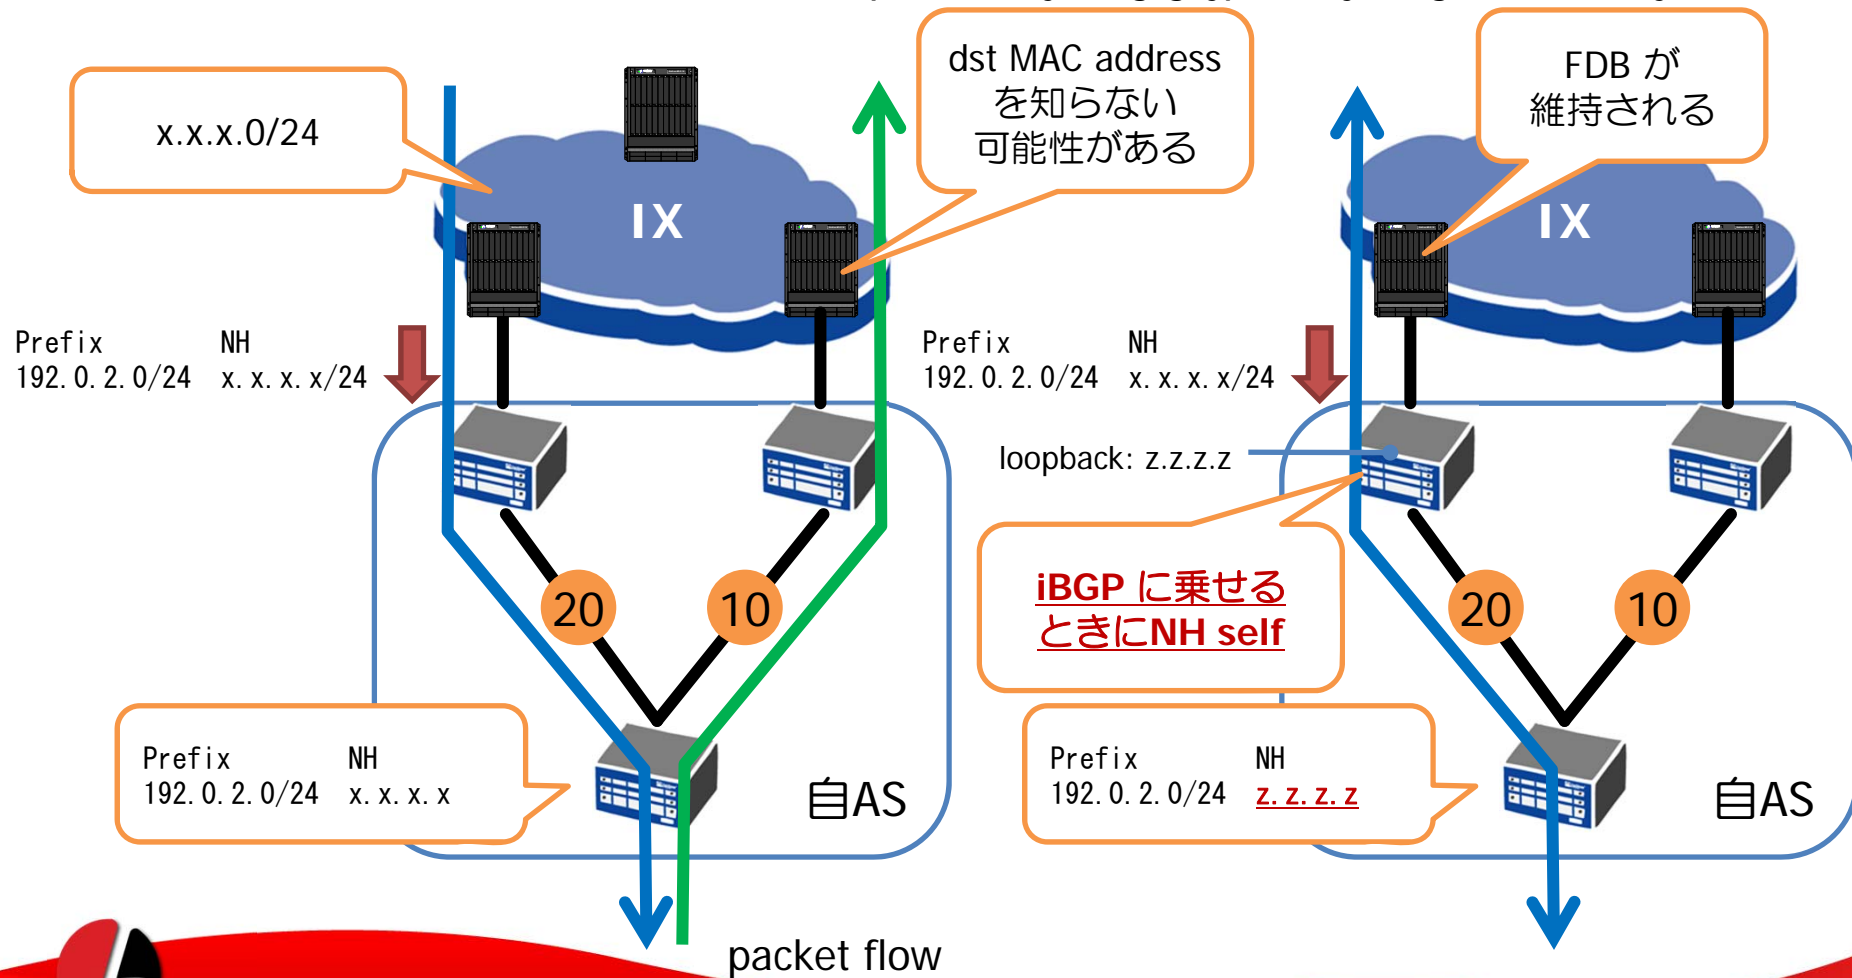 x.x.x.0/24
dst MAC address
を知らない
可能性がある
IX
Prefix NH
192.0.2.0/24 x.x.x.x/24
20
10
Prefix NH
192.0.2.0/24 x.x.x.x
自AS
packet flow
FDB が
維持される
IX
Prefix NH
192.0.2.0/24 x.x.x.x/24
loopback: z.z.z.z
iBGP に乗せる
ときにNH self
20
10
Prefix NH
192.0.2.0/24 z.z.z.z
自AS